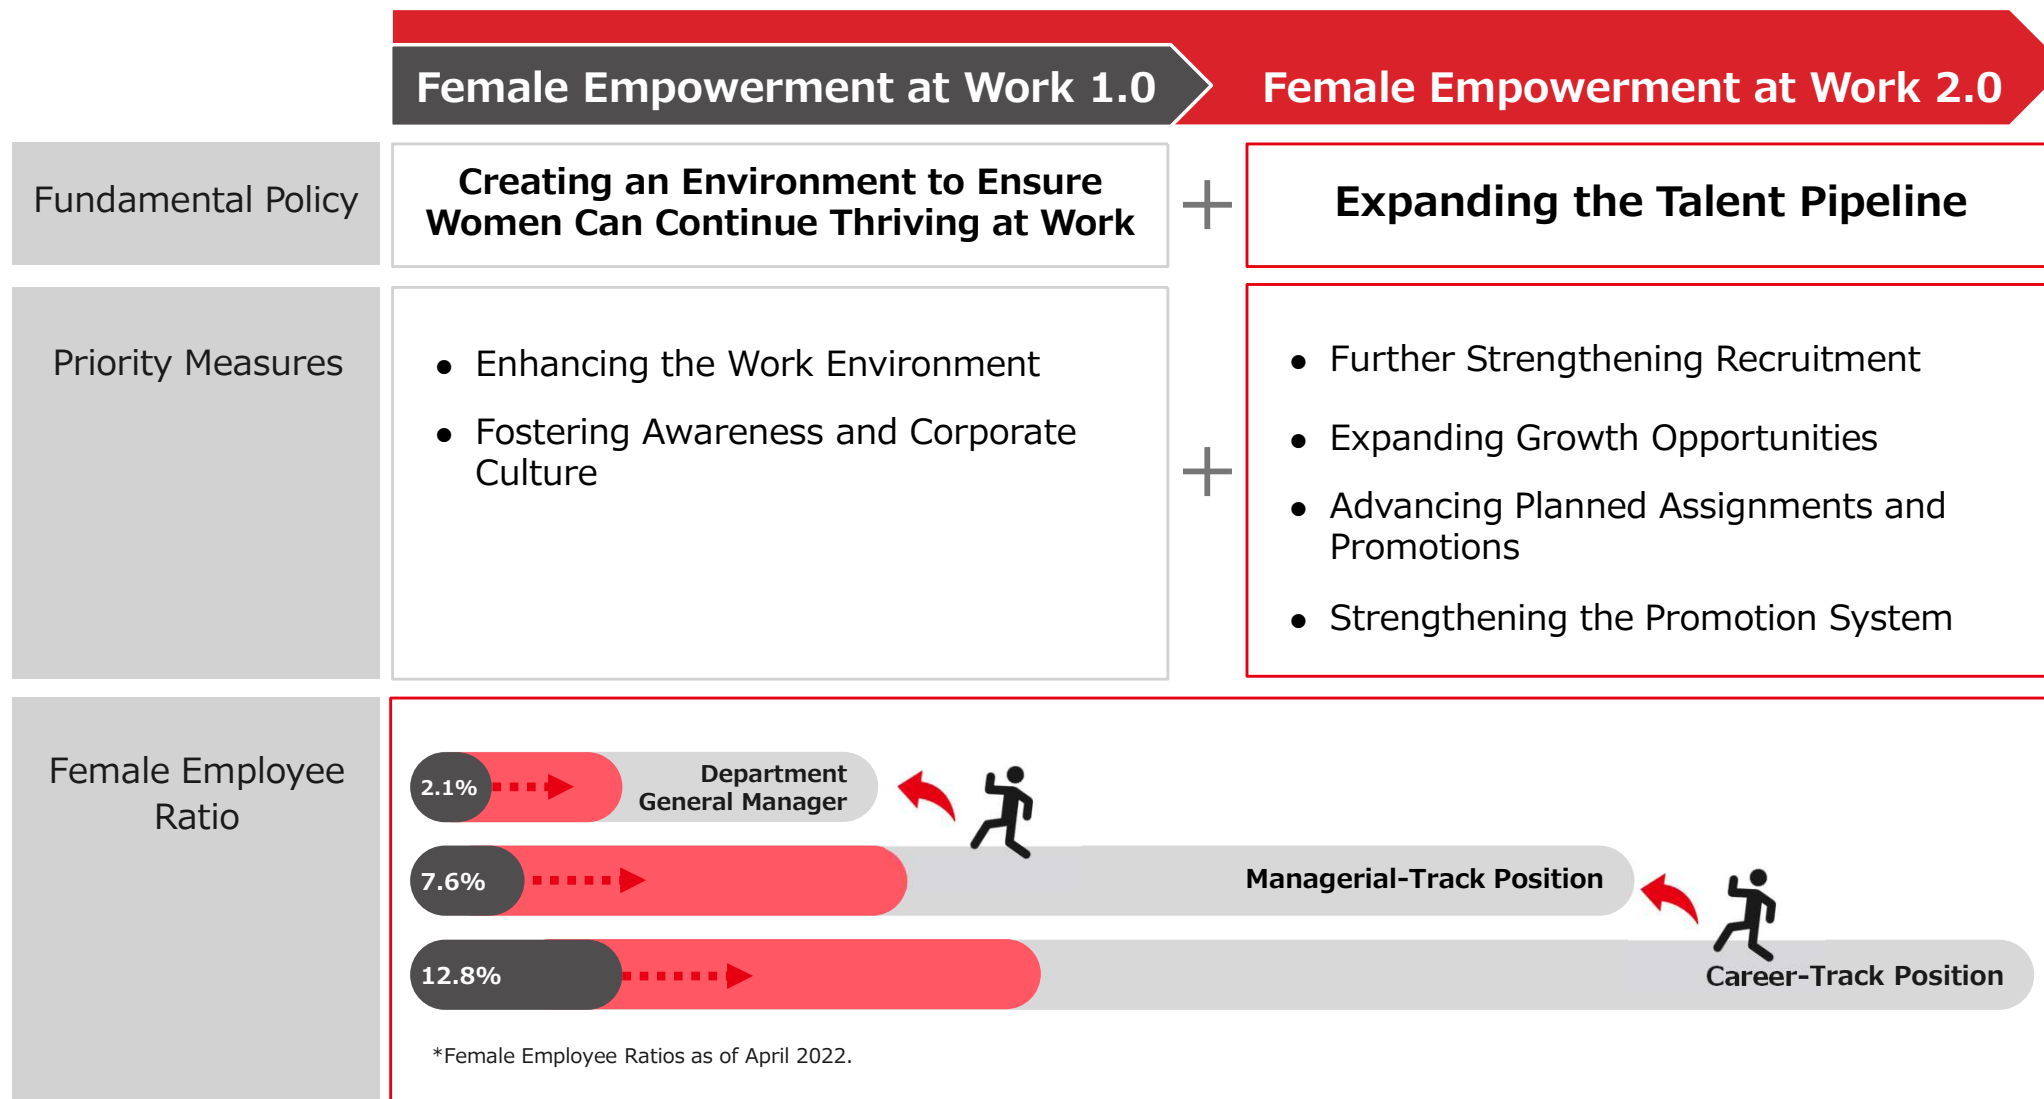 Female Empowerment at Work 1.0
Female Empowerment at Work 2.0
Fundamental Policy
Creating an Environment to Ensure
Women Can Continue Thriving at Work
+
Expanding the Talent Pipeline
Priority Measures
● Enhancing the Work Environment
● Fostering Awareness and Corporate
Culture
+
● Further Strengthening Recruitment
● Expanding Growth Opportunities
● Advancing Planned Assignments and
Promotions
● Strengthening the Promotion System
Female Employee
Ratio
2.1%
Department
General Manager
7.6%
Managerial-Track Position
12.8%
Career-Track Position
*Female Employee Ratios as of April 2022.